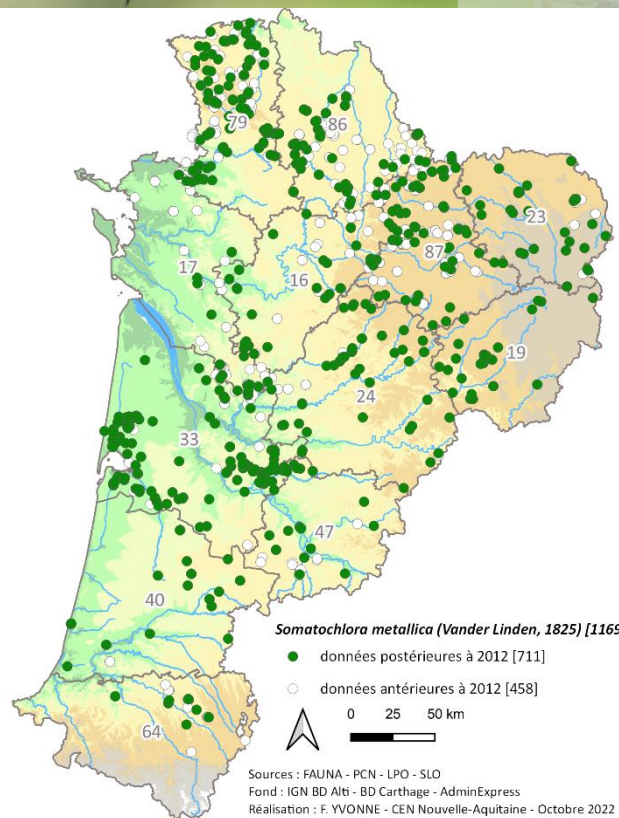 79
86
23
17
16
87
19
24
33
47
40
64
Somatochlora metallica (Vander Linden, 1825) [1169
données postérieures à 2012 [711]
données antérieures à 2012 [458]
0 25 50 km
Sources : FAUNA - PCN - LPO - SLO
Fond : IGN BD Alti - BD Carthage - AdminExpress
Réalisation : F. YVONNE - CEN Nouvelle-Aquitaine - Octobre 2022